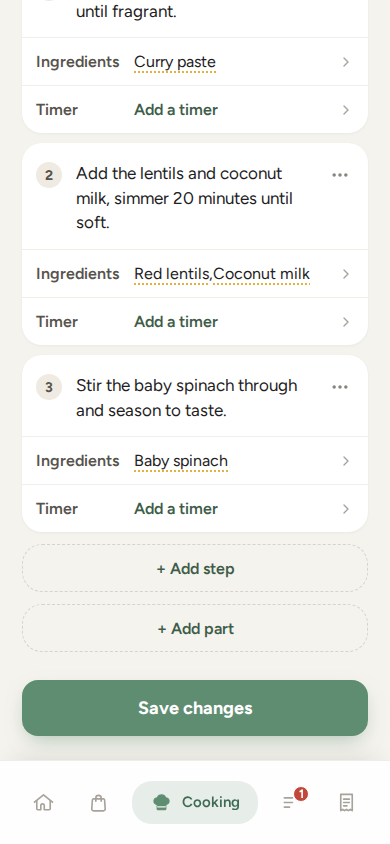 until fragrant.
Ingredients Curry paste
Timer Add a timer
2 Add the lentils and coconut
milk, simmer 20 minutes until
soft.
Ingredients Red lentils,Coconut milk
Timer Add a timer
3 Stir the baby spinach through
and season to taste.
Ingredients Baby spinach
Timer Add a timer
+ Add step
+ Add part
Save changes
Cooking
1